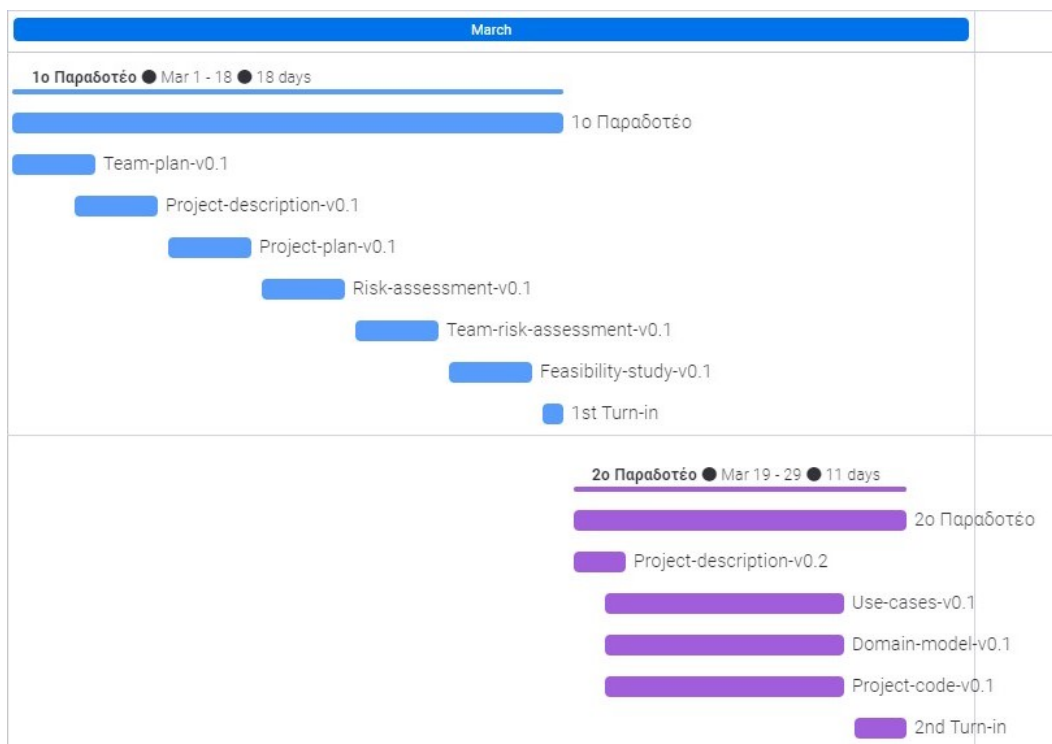 March
1ο Παραδοτέο ● Mar 1 - 18 ● 18 days
1ο Παραδοτέο
Team-plan-v0.1
Project-description-v0.1
Project-plan-v0.1
Risk-assessment-v0.1
Team-risk-assessment-v0.1
Feasibility-study-v0.1
1st Turn-in
2ο Παραδοτέο ● Mar 19 - 29 ● 11 days
2ο Παραδοτέο
Project-description-v0.2
Use-cases-v0.1
Domain-model-v0.1
Project-code-v0.1
2nd Turn-in